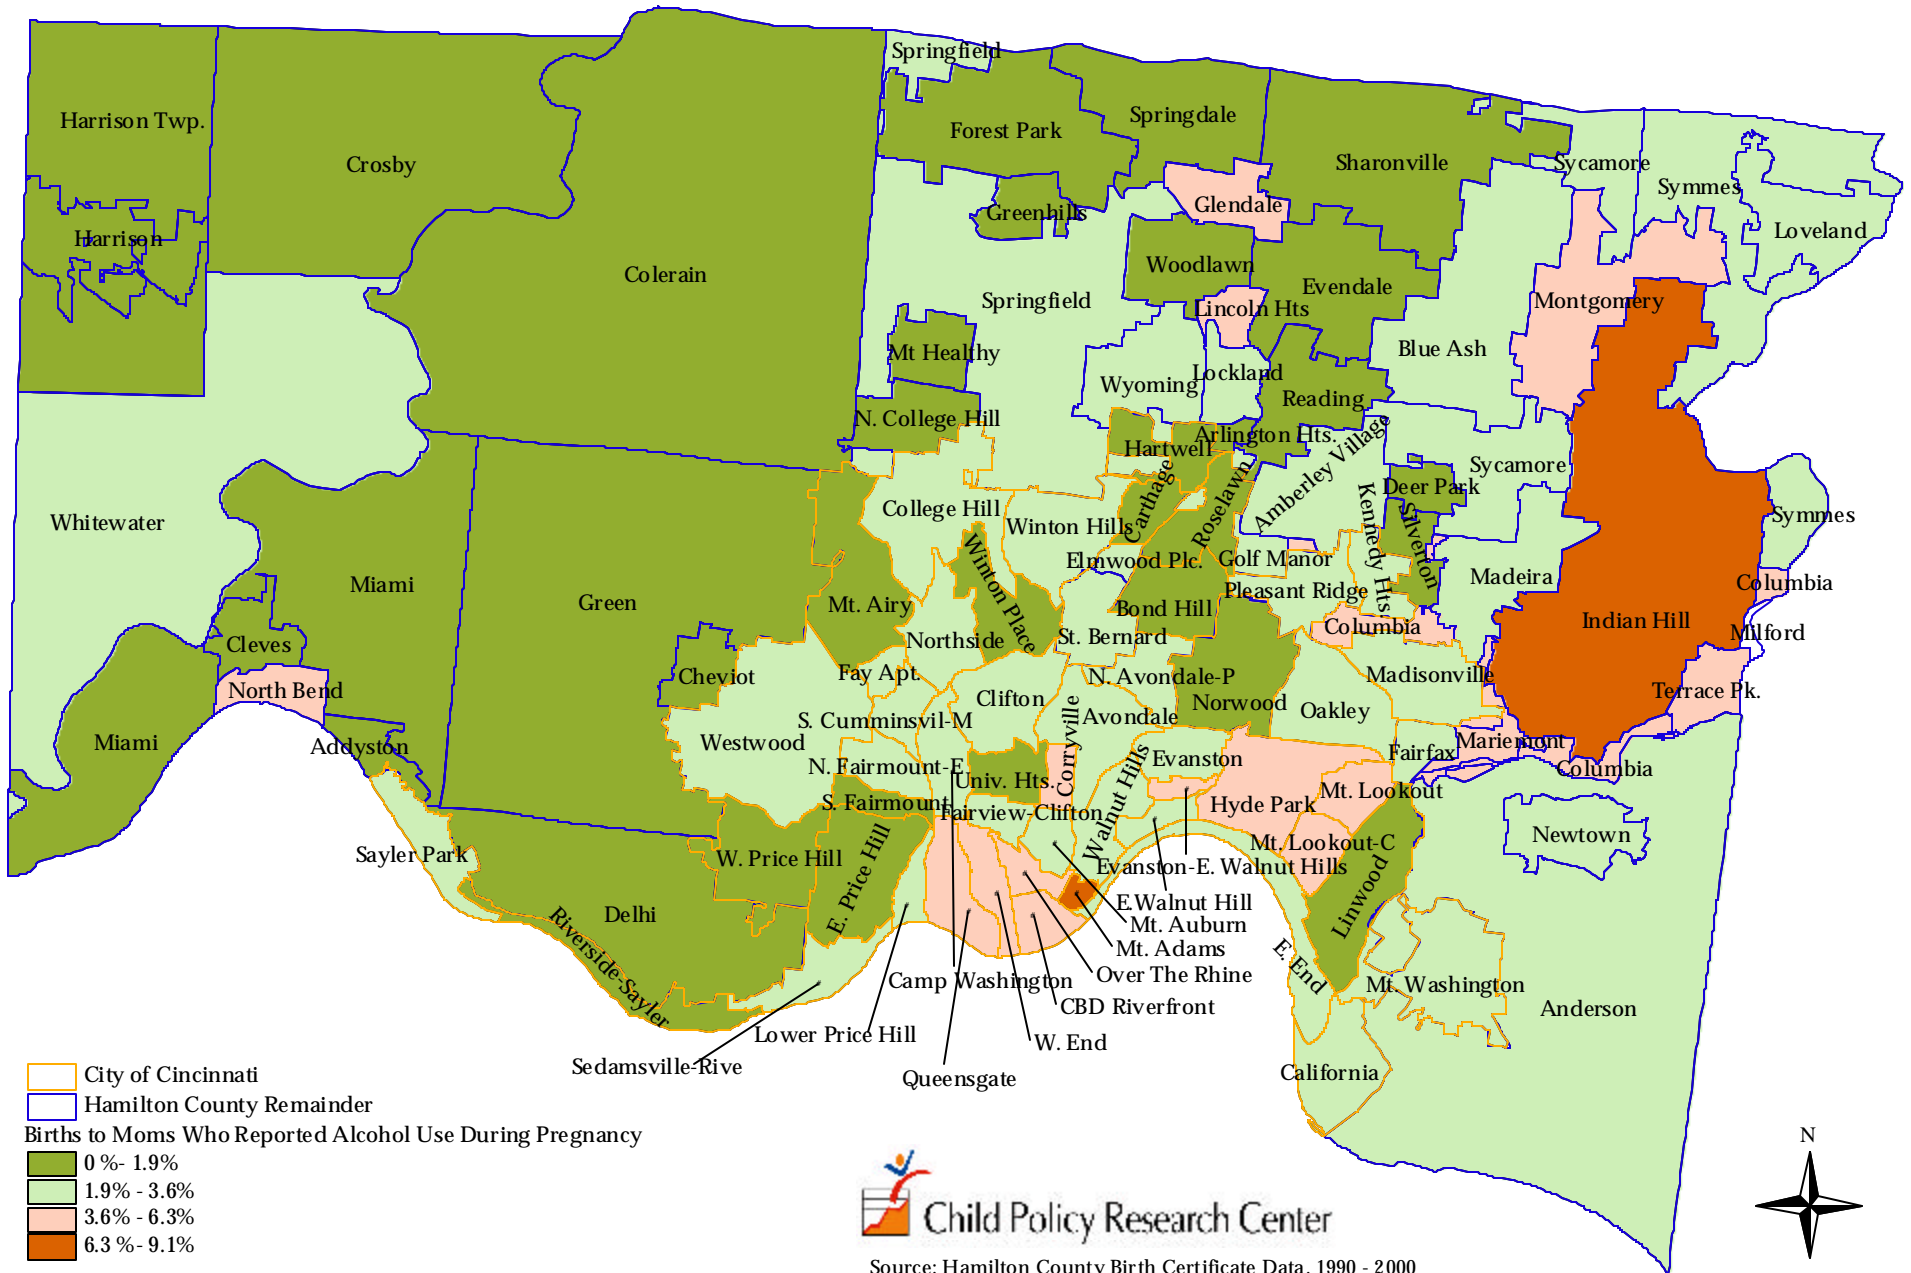 Springfield
Harrison Twp.
Crosby
Forest Park
Springdale
Sharonville
Sycamore
Symmes
Glendale
Greenhills
Harrison
Loveland
Colerain
Woodlawn
Evendale
Springfield
Lincoln Hts
Montgomery
Mt Healthy
Blue Ash
Wyoming
Lockland
Reading
N. College Hill
Hartwell
Arlington Hts.
Amberley Village
Sycamore
Carthage
Roselawn
Kennedy Hts
Deer Park
Silverton
College Hill
Winton Hills
Whitewater
Symmes
Winton Place
Elmwood Plc.
Golf Manor
Madeira
Miami
Green
Pleasant Ridge
Columbia
Mt. Airy
Bond Hill
Columbia
Indian Hill
Milford
Cleves
Northside
St. Bernard
Cheviot
Fay Apt.
N. Avondale-P
Madisonville
North Bend
Terrace Pk.
Clifton
Norwood
Oakley
S. Cumminsvil-M
Corryville
Avondale
Miami
Addyston
Westwood
Walnut Hills
Evanston
Fairfax
Mariemont
N. Fairmount-E
Univ. Hts.
Columbia
S. Fairmount
Fairview-Clifton
Hyde Park
Mt. Lookout
Newtown
Sayler Park
W. Price Hill
E. Price Hill
Mt. Lookout-C
Evanston-E. Walnut Hills
Linwood
Delhi
Riverside-Sayler
E.Walnut Hill
Mt. Auburn
Mt. Adams
E. End
Over The Rhine
Camp Washington
Mt. Washington
CBD Riverfront
Anderson
Lower Price Hill
W. End
Sedamsville-Rive
Queensgate
California
City of Cincinnati
Hamilton County Remainder
Births to Moms Who Reported Alcohol Use During Pregnancy
0 %- 1.9%
1.9% - 3.6%
3.6% - 6.3%
6.3 %- 9.1%
N
Child Policy Research Center
Source: Hamilton County Birth Certificate Data, 1990 - 2000